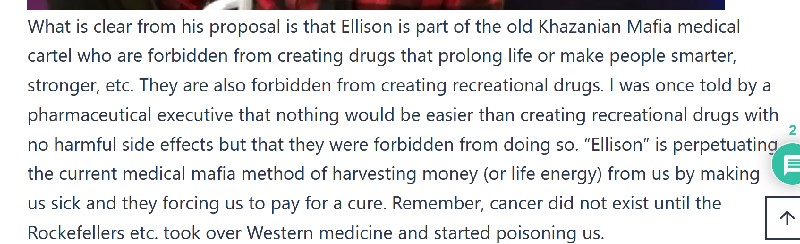 What is clear from his proposal is that Ellison is part of the old Khazanian Mafia medical
cartel who are forbidden from creating drugs that prolong life or make people smarter,
stronger, etc. They are also forbidden from creating recreational drugs. I was once told by a
pharmaceutical executive that nothing would be easier than creating recreational drugs with
no harmful side effects but that they were forbidden from doing so. “Ellison” is perpetuating
the current medical mafia method of harvesting money (or life energy) from us by making
us sick and they forcing us to pay for a cure. Remember, cancer did not exist until the
Rockefellers etc. took over Western medicine and started poisoning us.
2